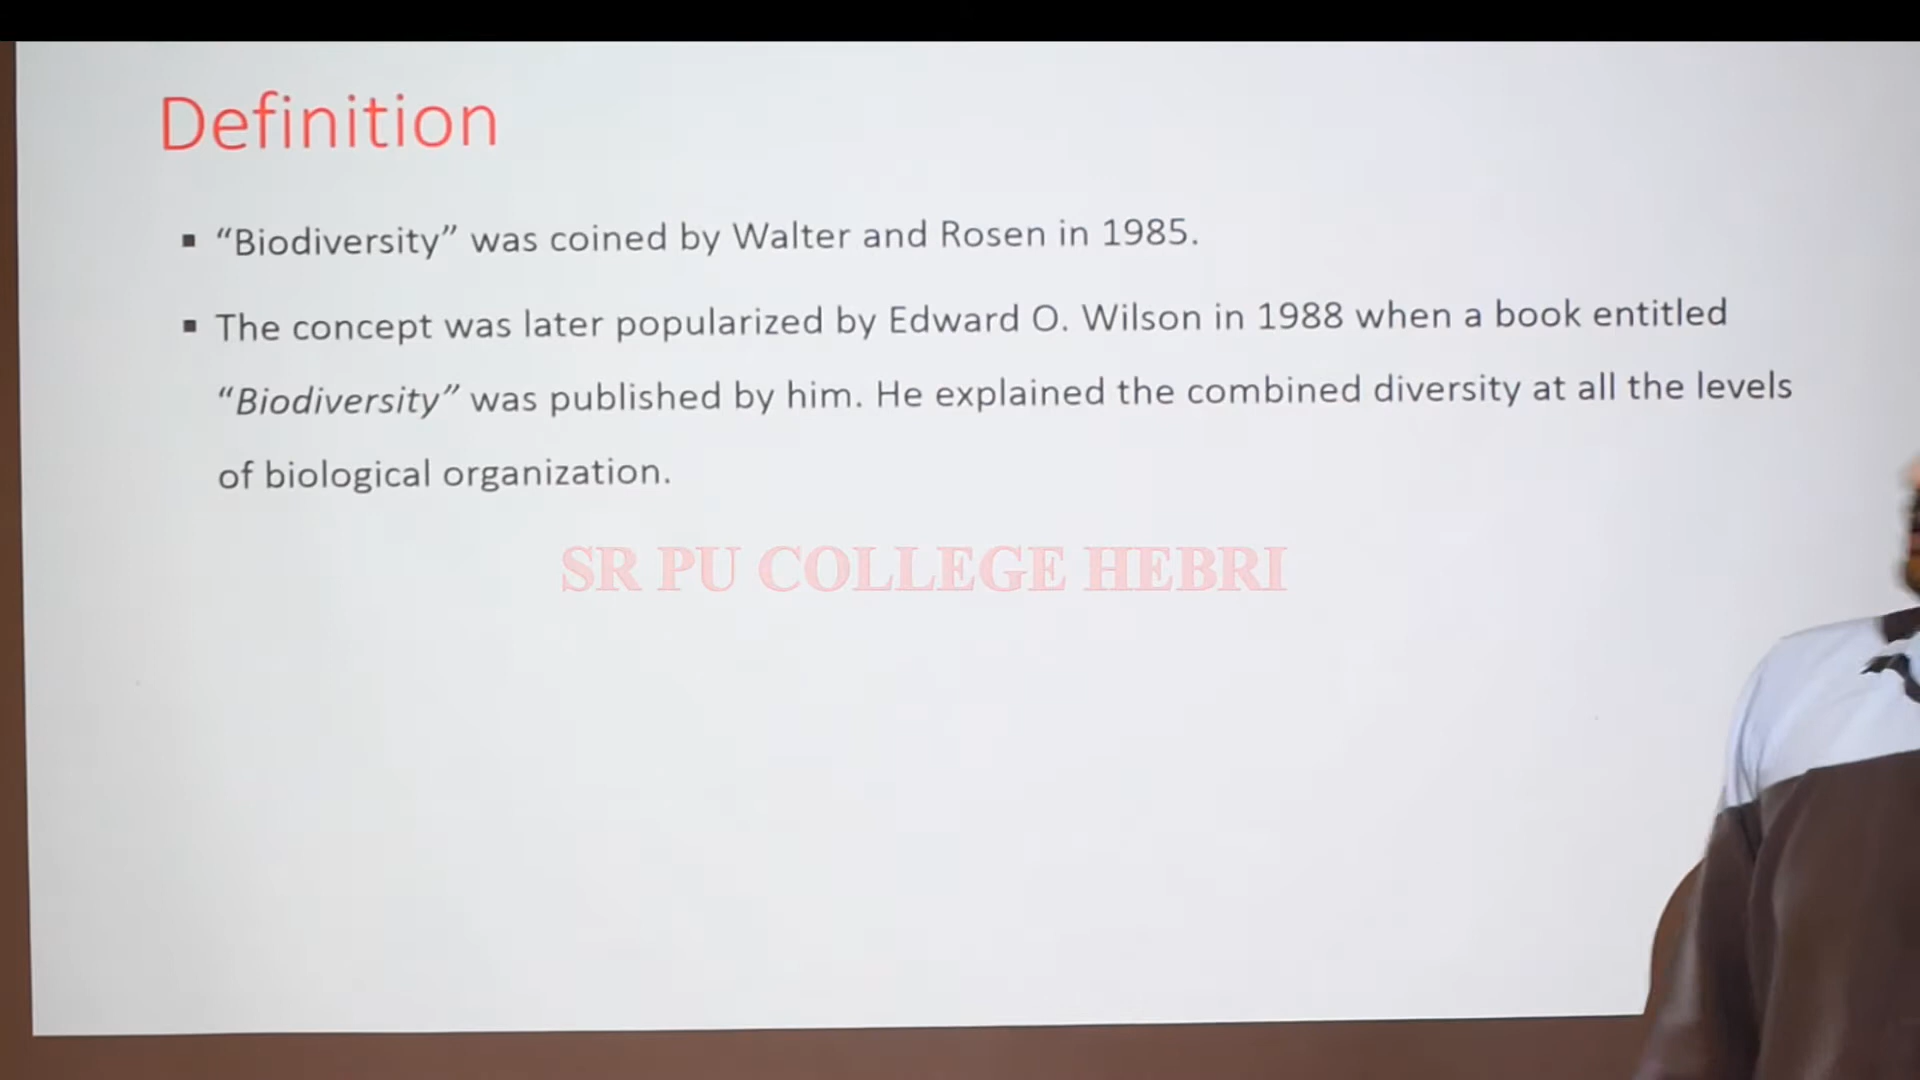 Definition
▪ “Biodiversity” was coined by Walter and Rosen in 1985.
▪ The concept was later popularized by Edward O. Wilson in 1988 when a book entitled
“Biodiversity” was published by him. He explained the combined diversity at all the levels
of biological organization.
SR PU COLLEGE HEBRI